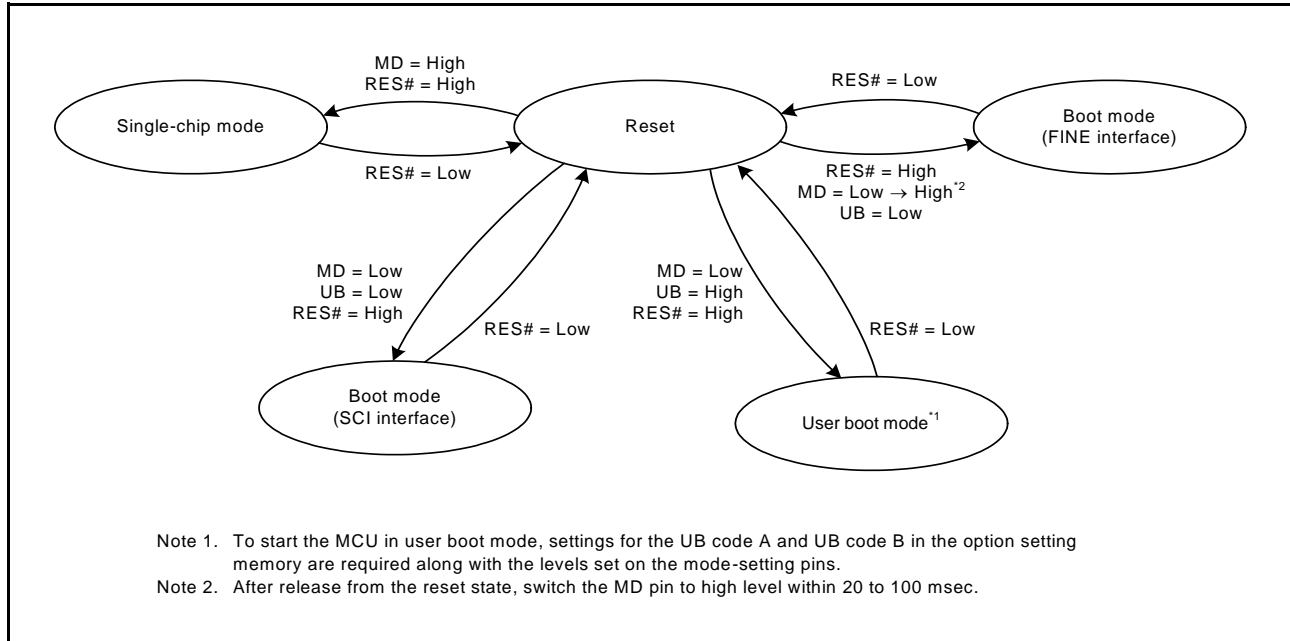 MD = High
RES# = High
RES# = Low
Single-chip mode
Reset
Boot mode
(FINE interface)
RES# = Low
RES# = High
MD = Low → High*2
UB = Low
MD = Low
UB = Low
RES# = High
RES# = Low
MD = Low
UB = High
RES# = High
RES# = Low
Boot mode
(SCI interface)
User boot mode*1
Note 1. To start the MCU in user boot mode, settings for the UB code A and UB code B in the option setting
memory are required along with the levels set on the mode-setting pins.
Note 2. After release from the reset state, switch the MD pin to high level within 20 to 100 msec.